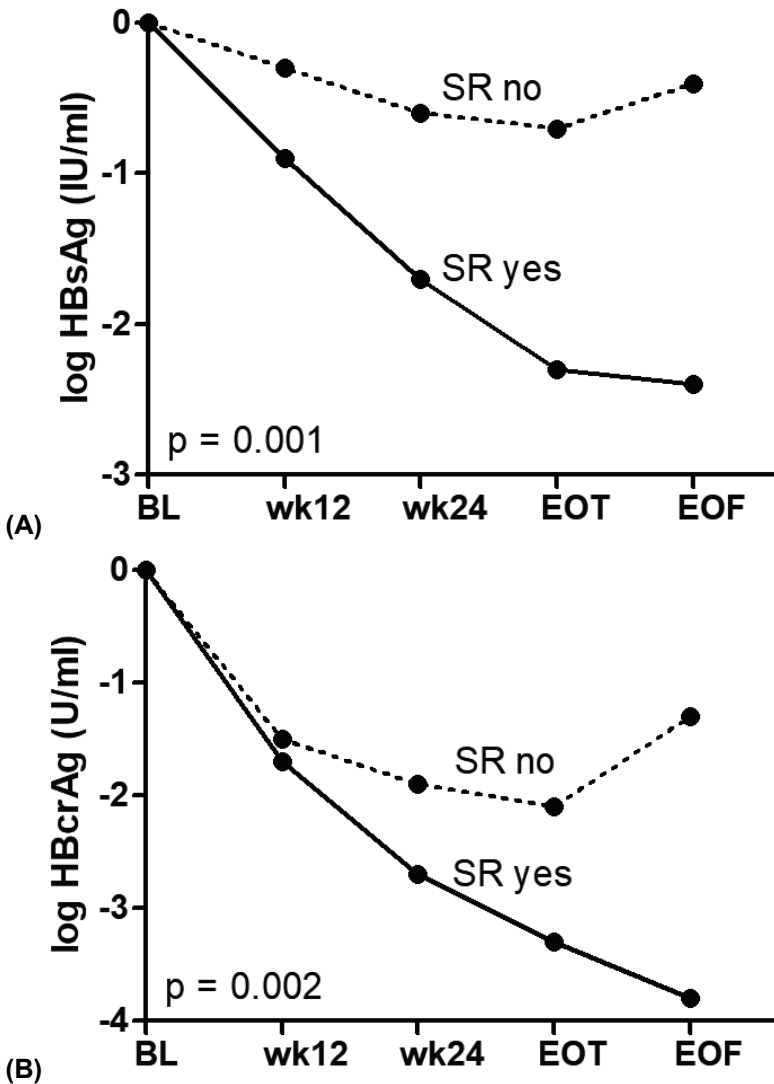 0
SR no
-1
log HBsAg (IU/ml)
SR yes
-2
p = 0.001
-3
BL wk12 wk24 EOT EOF
(A)
0
-1
log HBcrAg (U/ml)
SR no
-2
SR yes
-3
p = 0.002
-4
BL wk12 wk24 EOT EOF
(B)